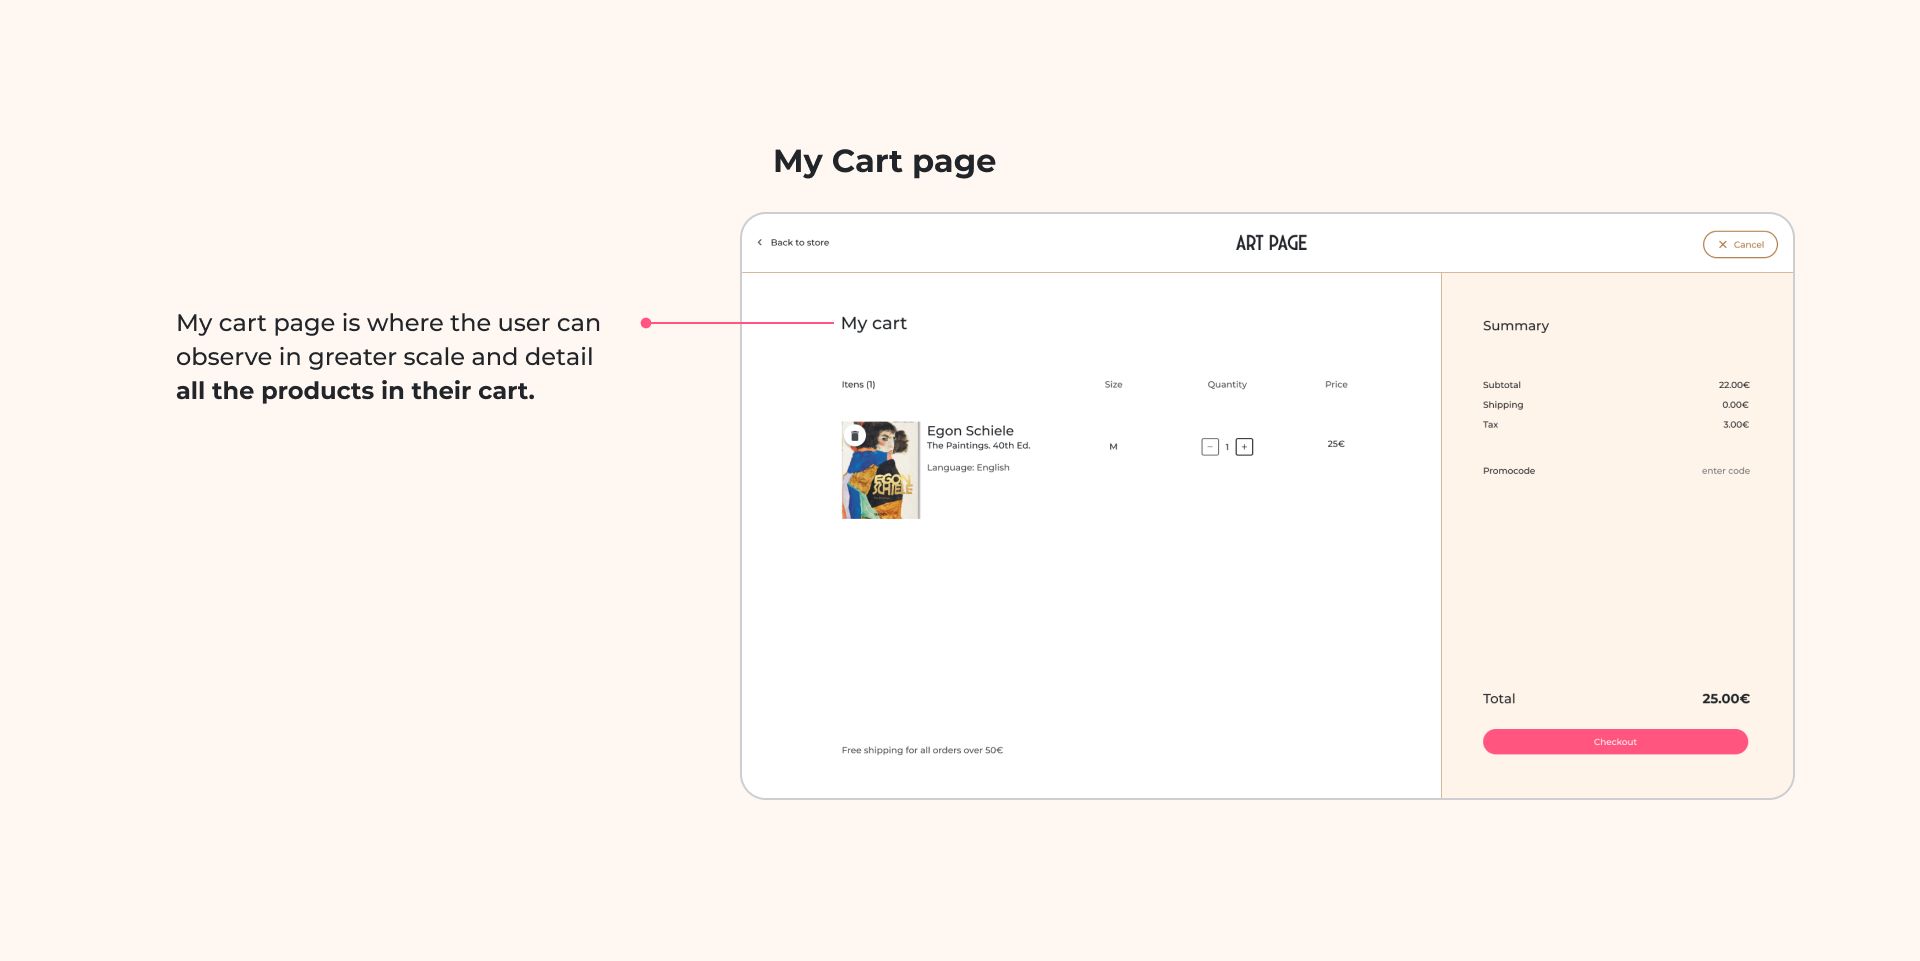 My Cart page
Back to store
ART PAGE
Cancel
My cart page is where the user can
observe in greater scale and detail
all the products in their cart.
My cart
Itens (1)
Size
Quantity
Price
EGON
SCHIELE
Egon Schiele
The Paintings. 40th Ed.
Language: English
M
− 1 +
25€
Free shipping for all orders over 50€
Summary
Subtotal 22.00€
Shipping 0.00€
Tax 3.00€
Promocode enter code
Total 25.00€
Checkout